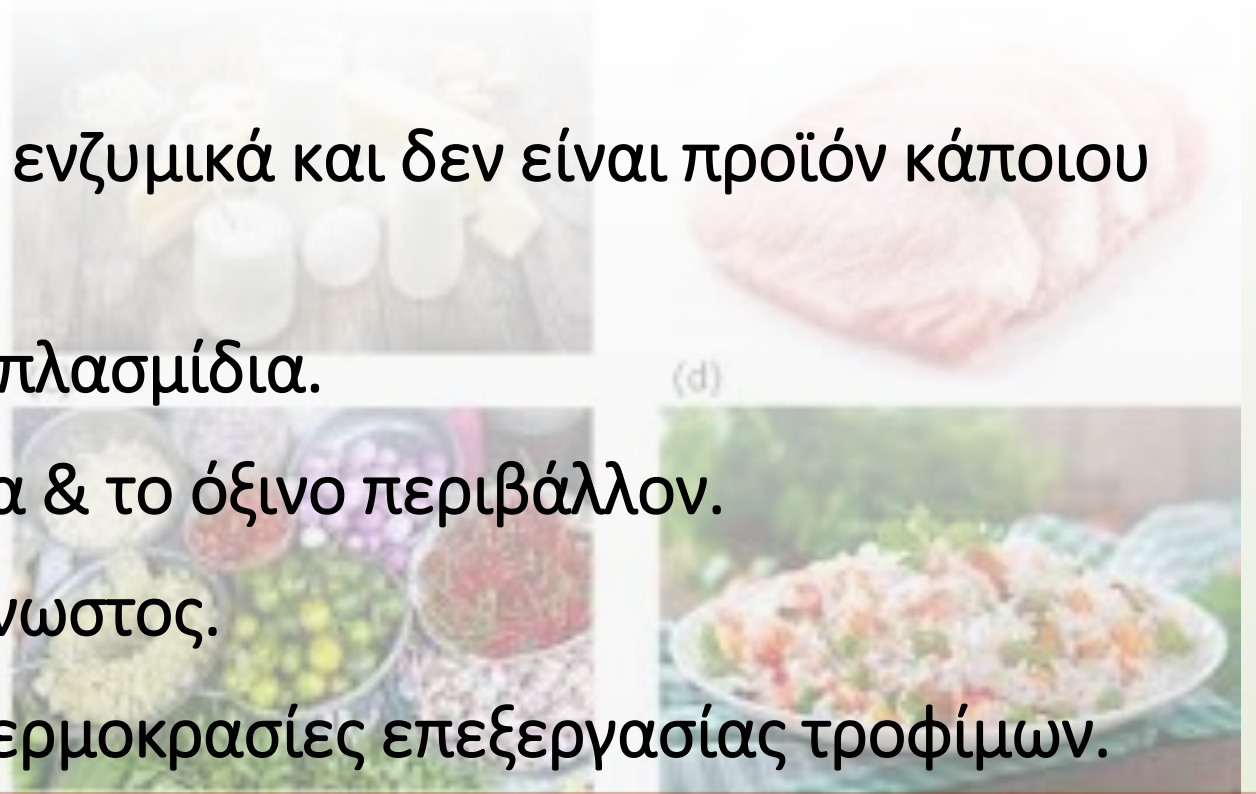 ενζυμικά και δεν είναι προϊόν κάποιου
πλασμίδια.
(d)
α & το όξινο περιβάλλον.
νωστος.
ερμοκρασίες επεξεργασίας τροφίμων.